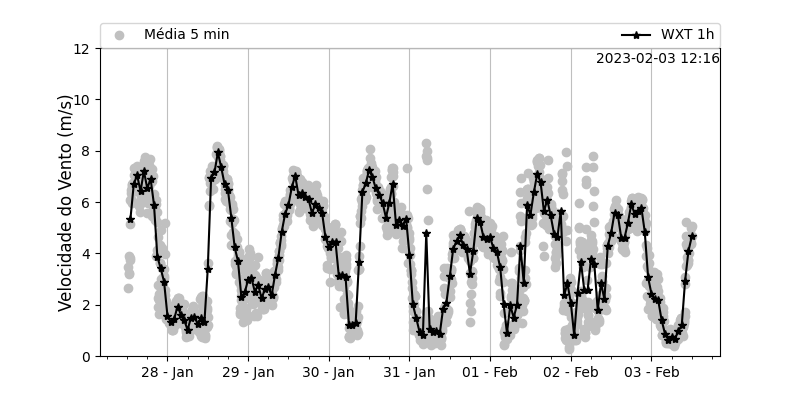 Média 5 min
WXT 1h
2023-02-03 12:16
Velocidade do Vento (m/s)
12
10
8
6
4
2
0
28 - Jan
29 - Jan
30 - Jan
31 - Jan
01 - Feb
02 - Feb
03 - Feb